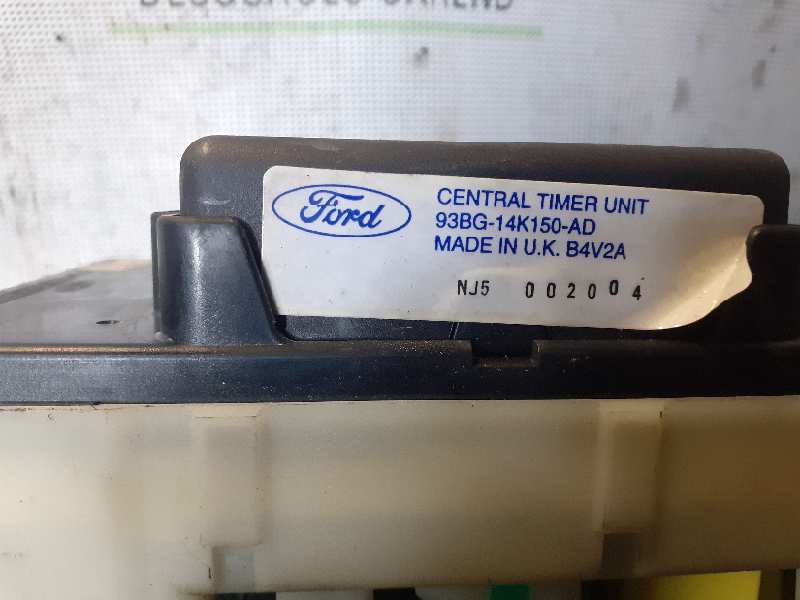 Ford
CENTRAL TIMER UNIT
93BG-14K150-AD
MADE IN U.K. B4V2A
NJ5 002004